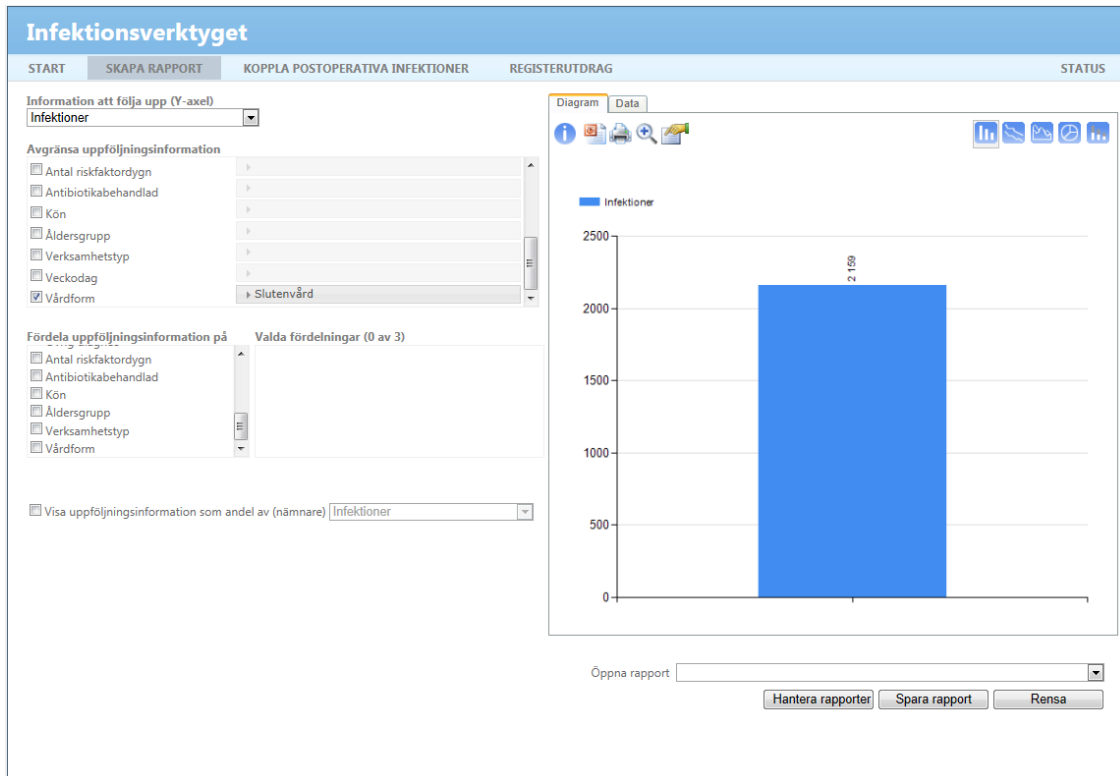 Infektionsverktyget
START SKAPA RAPPORT KOPPLA POSTOPERATIVA INFEKTIONER REGISTERUTDRAG STATUS
Information att följa upp (Y-axel)
Infektioner
Avgränsa uppföljningsinformation
Antal riskfaktordygn
Antibiotikabehandlad
Kön
Åldersgrupp
Verksamhetstyp
Veckodag
Vårdform Slutenvård
Fördela uppföljningsinformation på Valda fördelningar (0 av 3)
Antal riskfaktordygn
Antibiotikabehandlad
Kön
Åldersgrupp
Verksamhetstyp
Vårdform
Visa uppföljningsinformation som andel av (nämnare) Infektioner
Diagram Data
Infektioner
2500
2 159
2000
1500
1000
500
0
Öppna rapport
Hantera rapporter Spara rapport Rensa